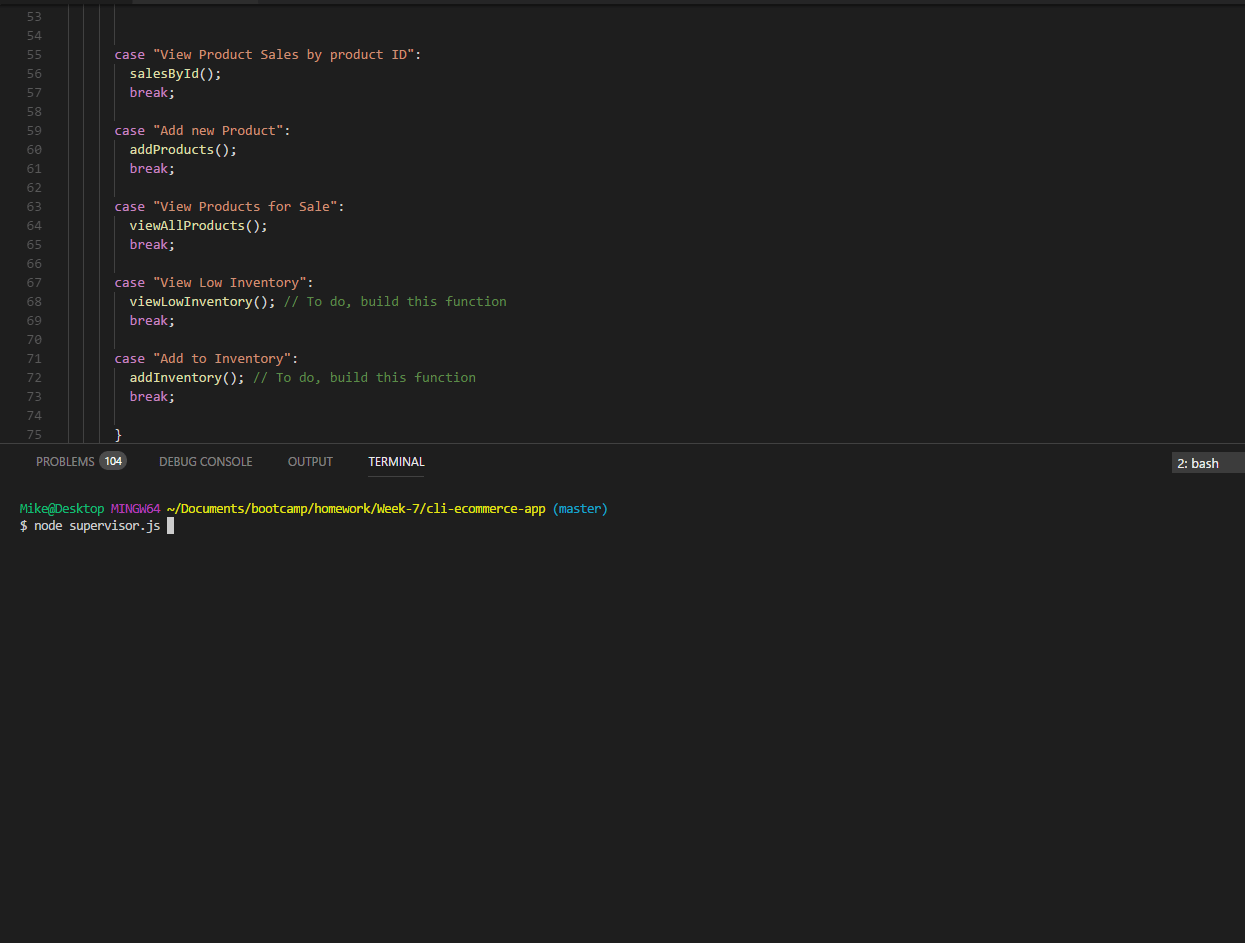 53
54
55 case "View Product Sales by product ID":
56 salesById();
57 break;
58
59 case "Add new Product":
60 addProducts();
61 break;
62
63 case "View Products for Sale":
64 viewAllProducts();
65 break;
66
67 case "View Low Inventory":
68 viewLowInventory(); // To do, build this function
69 break;
70
71 case "Add to Inventory":
72 addInventory(); // To do, build this function
73 break;
74
75 }
PROBLEMS 104 DEBUG CONSOLE OUTPUT TERMINAL 2: bash
Mike@Desktop MINGW64 ~/Documents/bootcamp/homework/Week-7/cli-ecommerce-app (master)
$ node supervisor.js